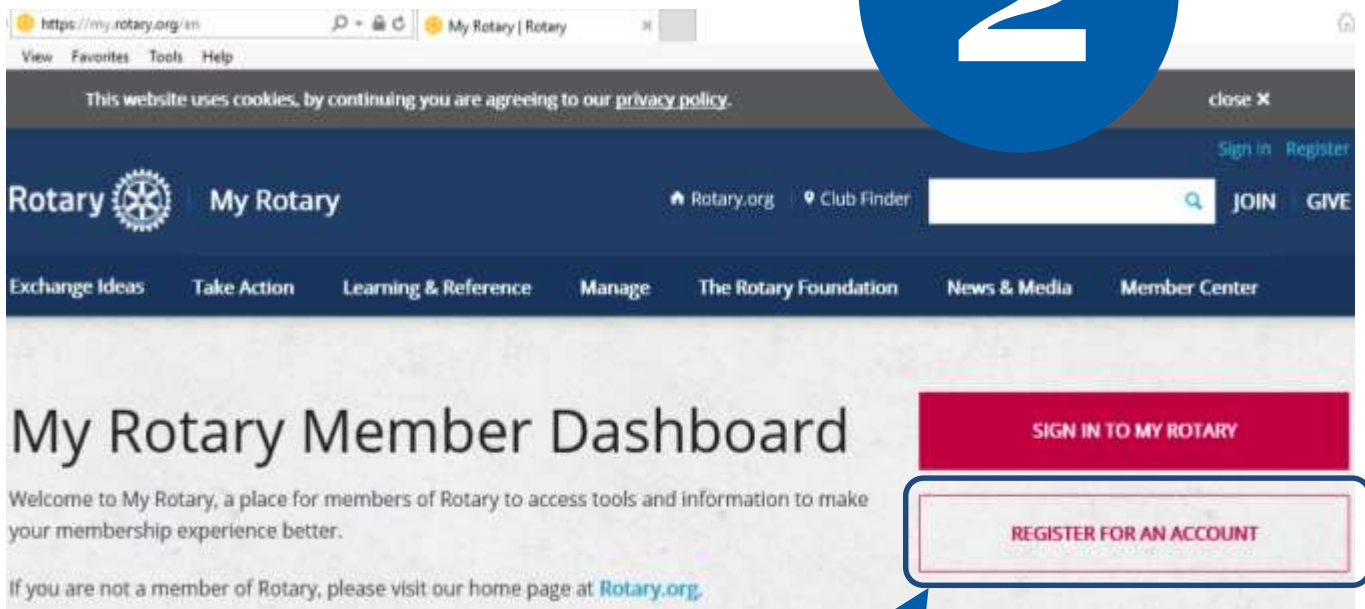 2
https://my.rotary.org/en My Rotary | Rotary
View Favorites Tools Help
This website uses cookies, by continuing you are agreeing to our privacy policy. close X
Sign in Register
Rotary My Rotary Rotary.org Club Finder JOIN GIVE
Exchange Ideas Take Action Learning & Reference Manage The Rotary Foundation News & Media Member Center
My Rotary Member Dashboard
SIGN IN TO MY ROTARY
Welcome to My Rotary, a place for members of Rotary to access tools and information to make
your membership experience better.
REGISTER FOR AN ACCOUNT
If you are not a member of Rotary, please visit our home page at Rotary.org.